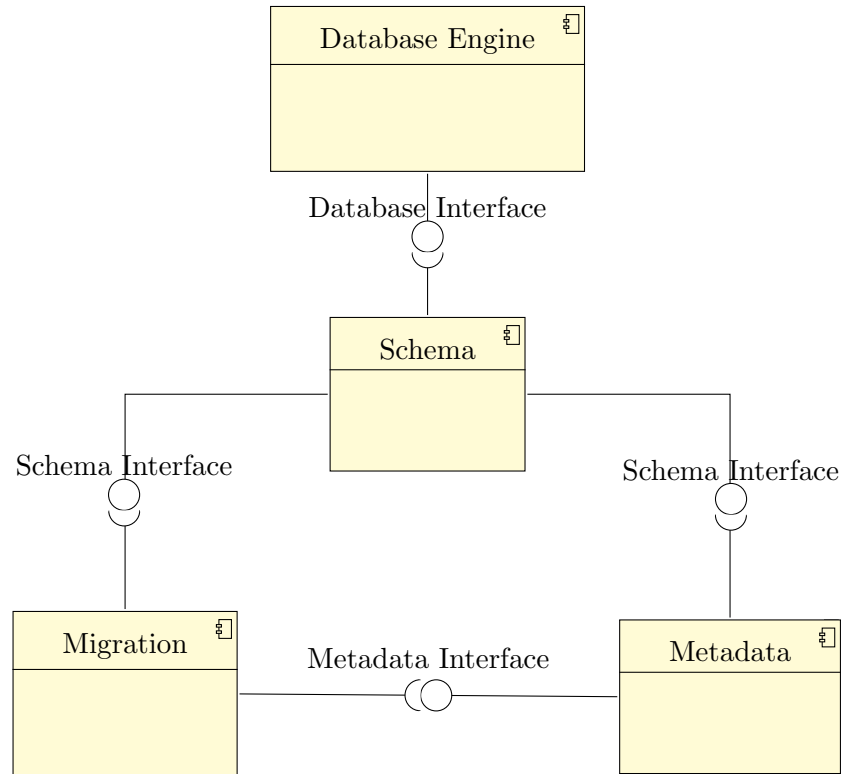 Database Engine
Database Interface
Schema
Schema Interface
Schema Interface
Migration
Metadata Interface
Metadata